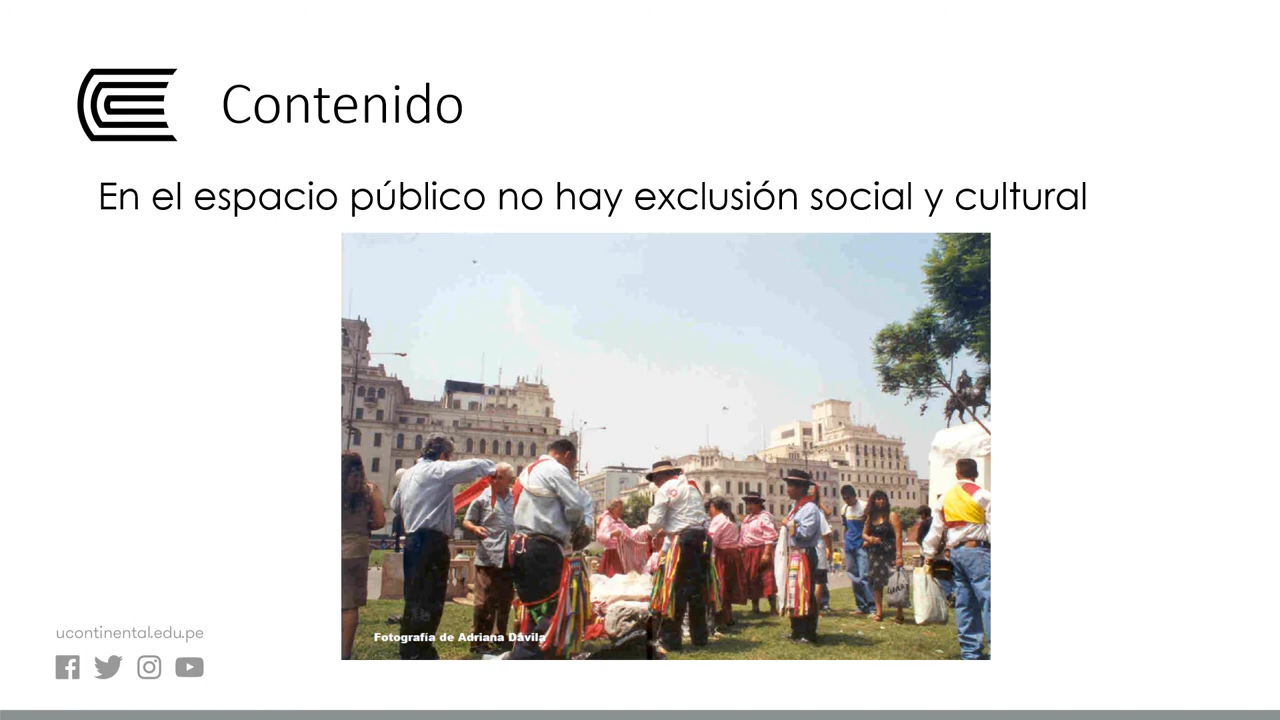 Contenido
En el espacio público no hay exclusión social y cultural
Fotografía de Adriana Dávila
ucontinental.edu.pe